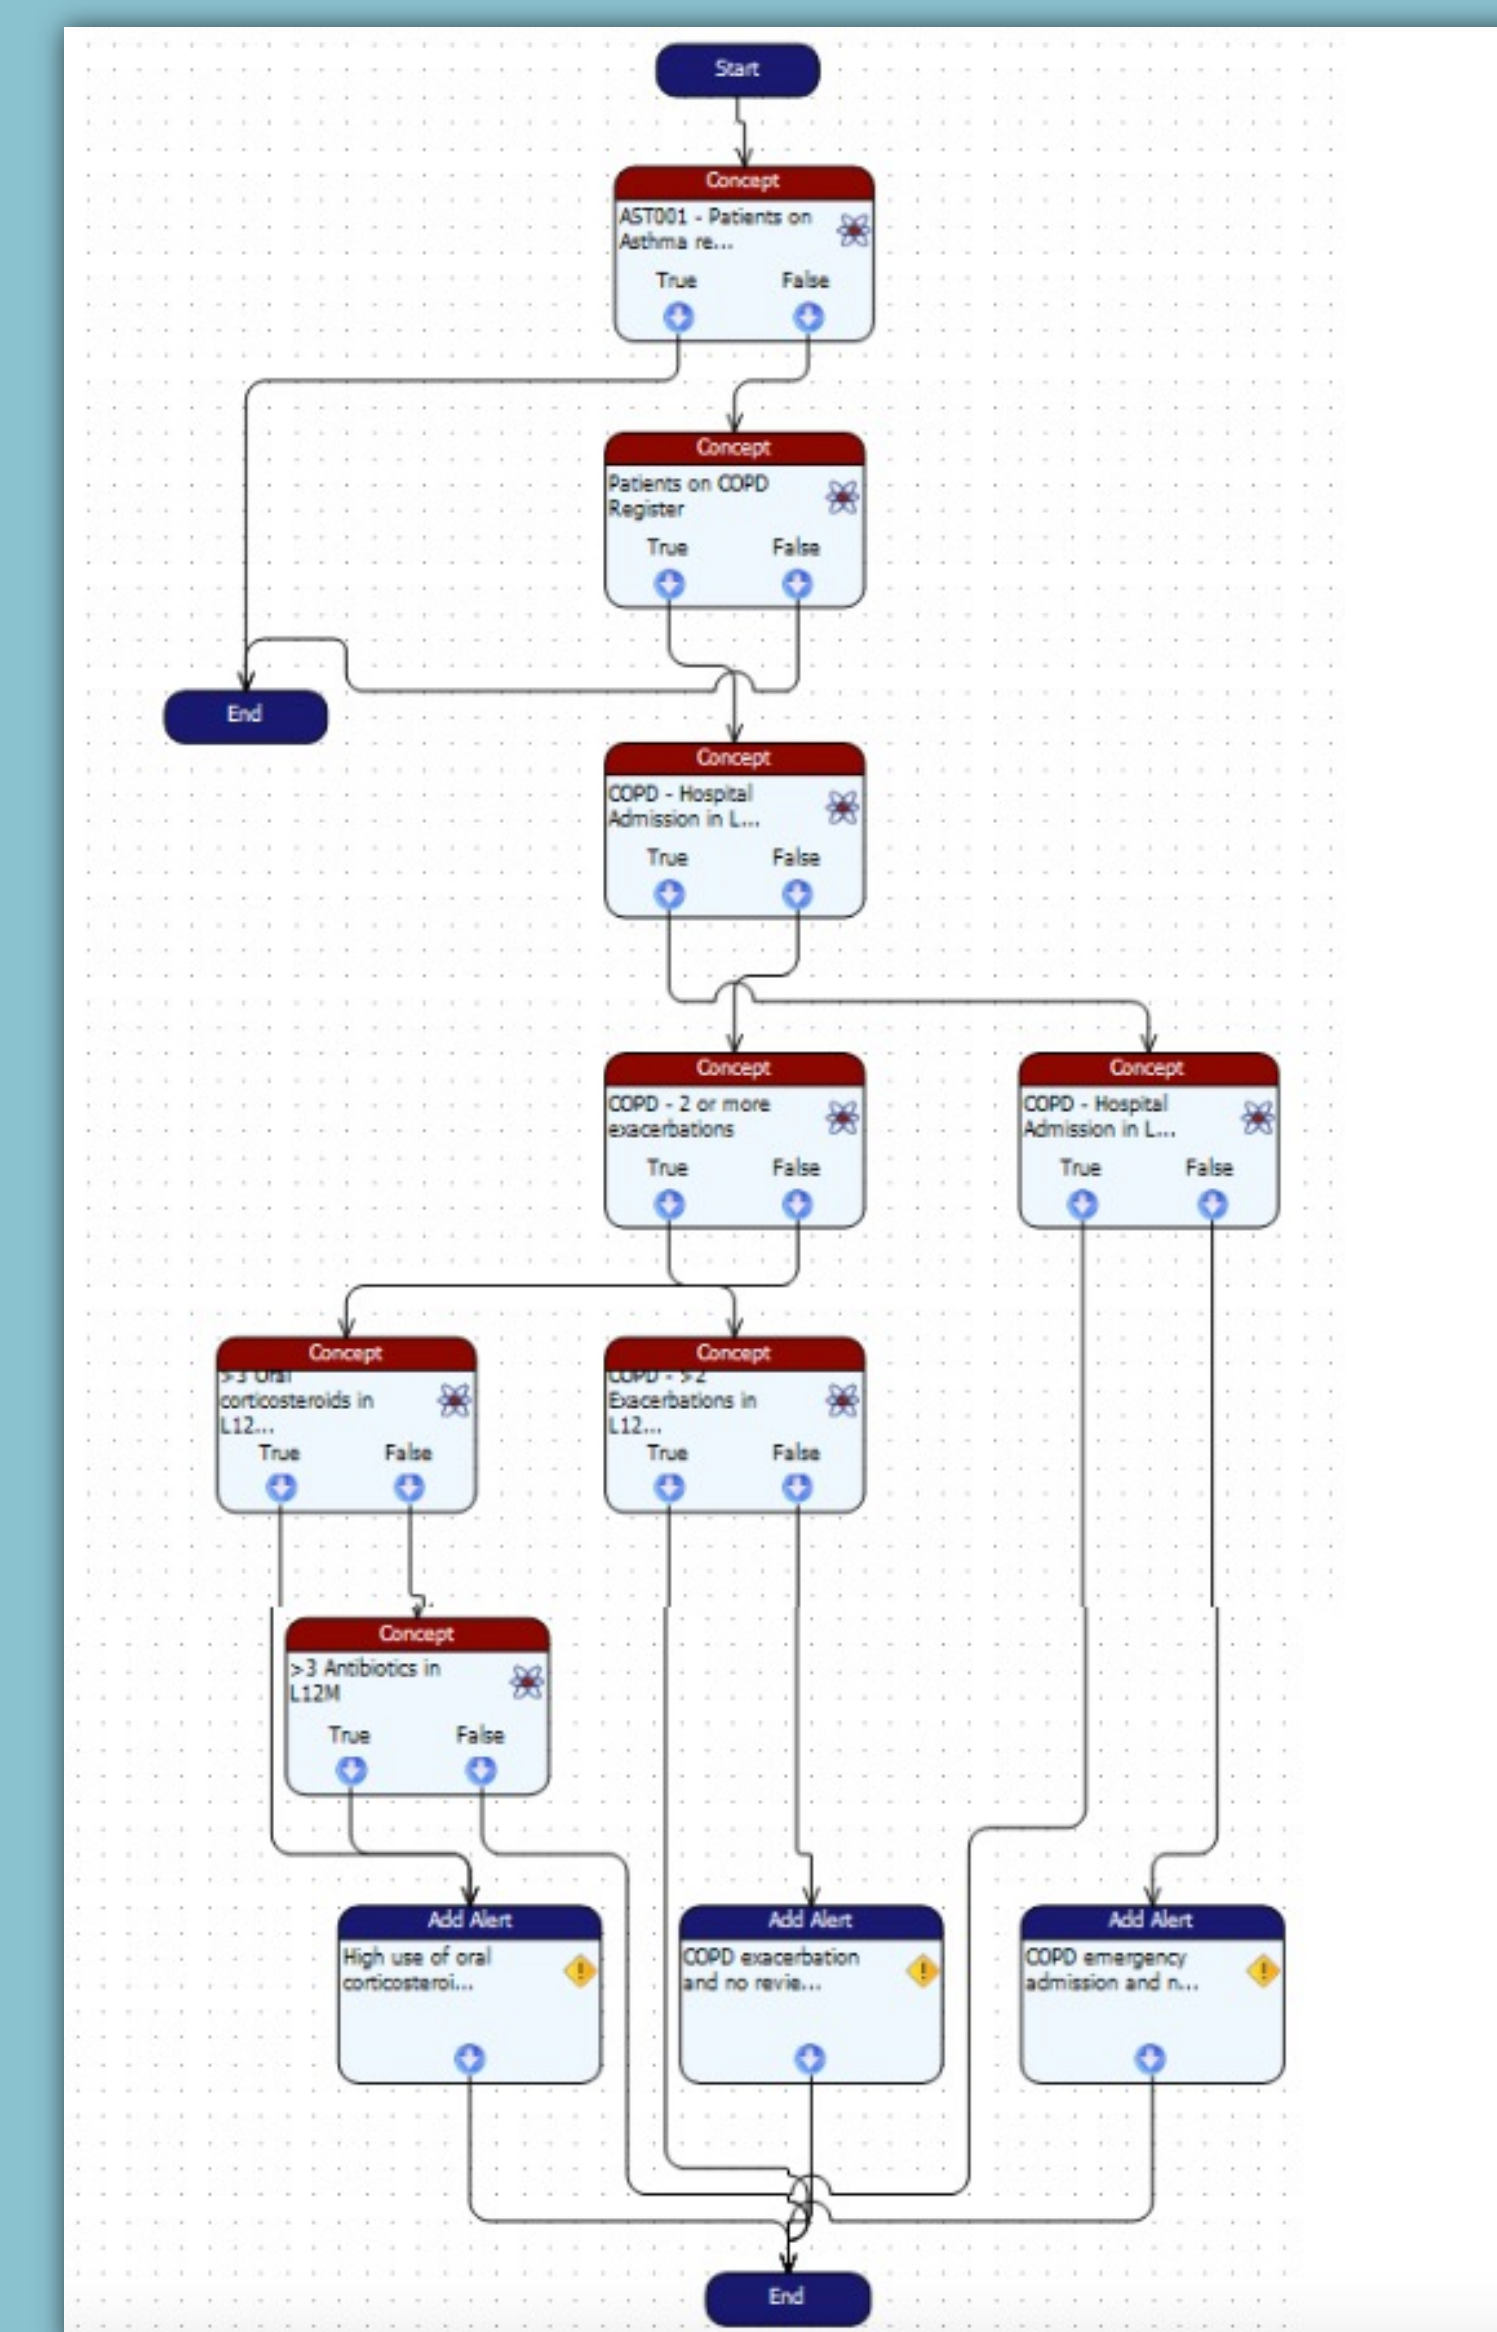 Start
Concept
AST001 - Patients on
Asthma re...
True False
Concept
Patients on COPD
Register
True False
End
Concept
COPD - Hospital
Admission in L...
True False
Concept
COPD - 2 or more
exacerbations
True False
Concept
COPD - Hospital
Admission in L...
True False
Concept
>3 Oral
corticosteroids in
L12...
True False
Concept
COPD - >2
Exacerbations in
L12...
True False
Concept
>3 Antibiotics in
L12M
True False
Add Alert
High use of oral
corticosteroi...
Add Alert
COPD exacerbation
and no revie...
Add Alert
COPD emergency
admission and n...
End